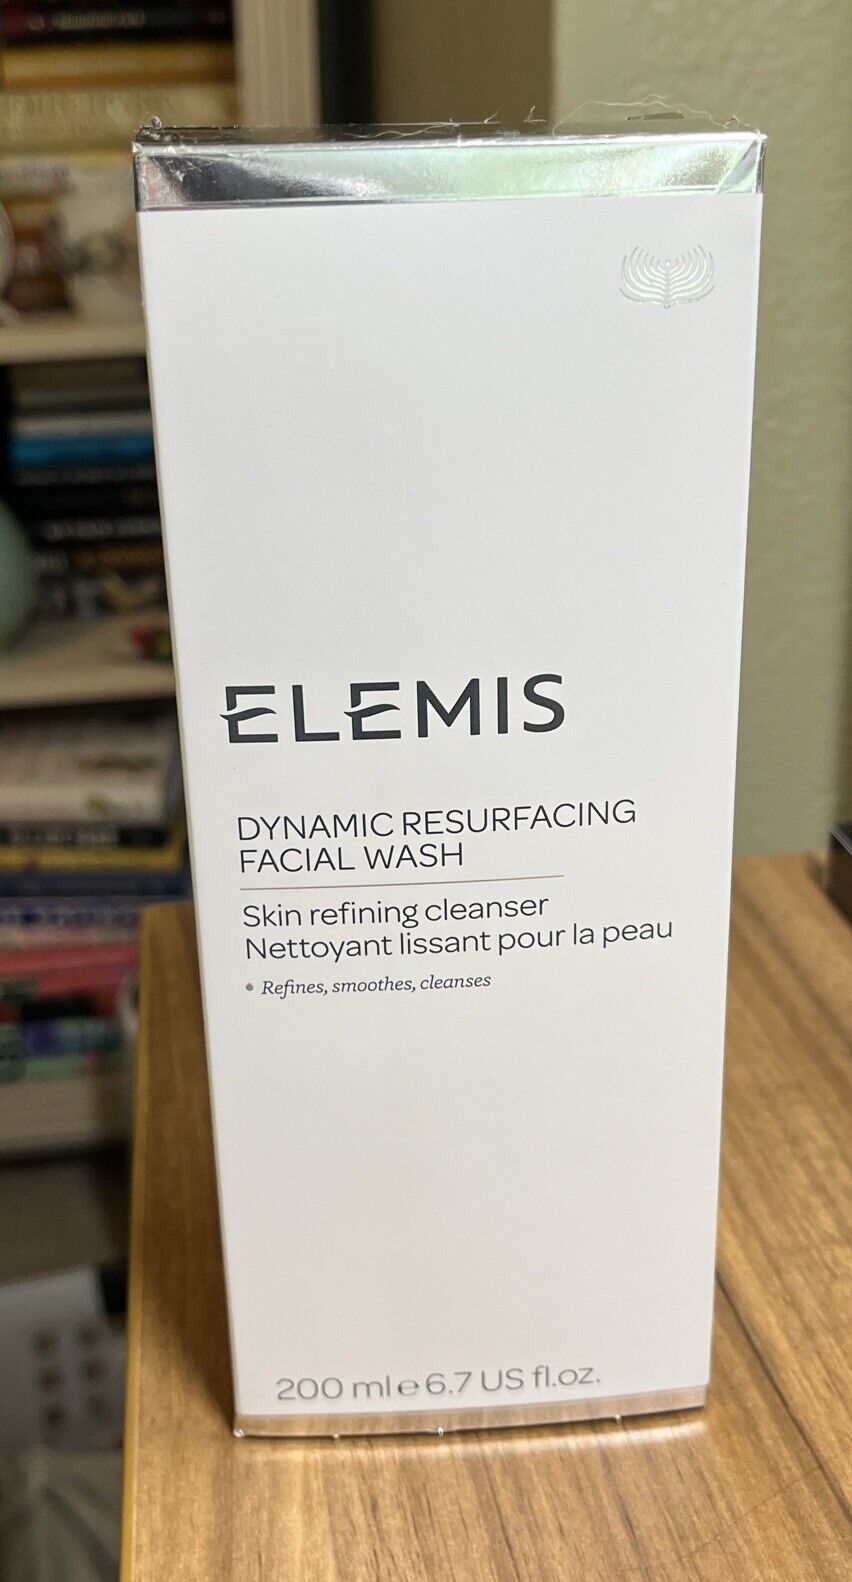 ELEMIS
DYNAMIC RESURFACING
FACIAL WASH
Skin refining cleanser
Nettoyant lissant pour la peau
• Refines, smoothes, cleanses
200 ml e 6.7 US fl.oz.